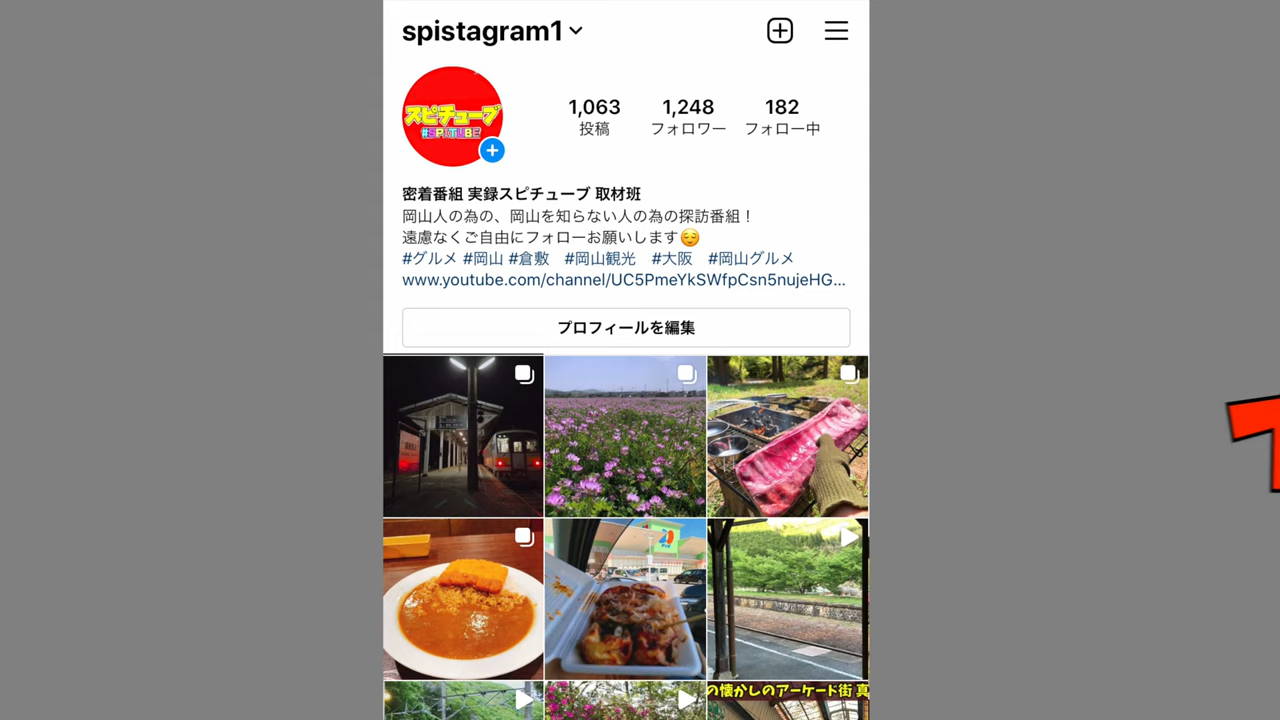 spistagram1
スピチューブ
#SPITUBE
1,063
投稿
1,248
フォロワー
182
フォロー中
密着番組 実録スピチューブ 取材班
岡山人の為の、岡山を知らない人の為の探訪番組！
遠慮なくご自由にフォローお願いします😌
#グルメ #岡山 #倉敷　#岡山観光　#大阪　#岡山グルメ
www.youtube.com/channel/UC5PmeYkSWfpCsn5nujeHG...
プロフィールを編集
の懐かしのアーケード街 真